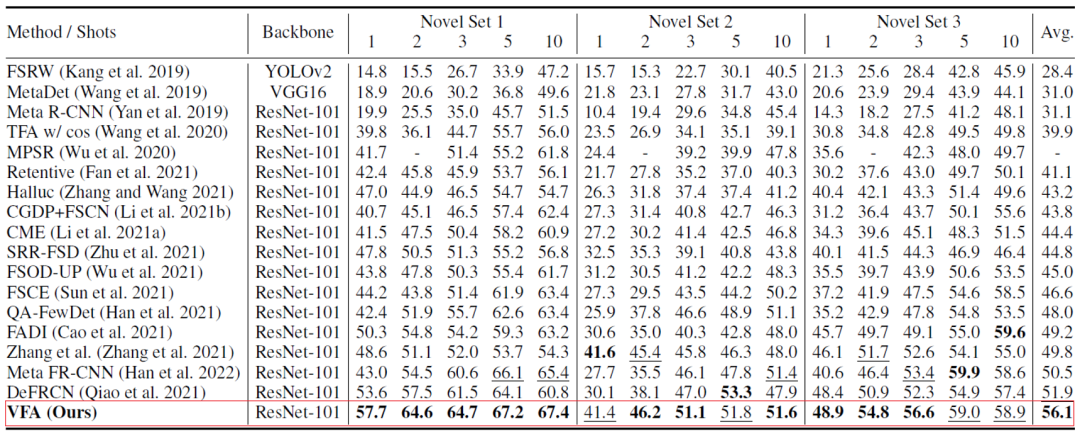 Method / Shots Backbone Novel Set 1 Novel Set 2 Novel Set 3 Avg.
1 2 3 5 10 1 2 3 5 10 1 2 3 5 10
FSRW (Kang et al. 2019) YOLOv2 14.8 15.5 26.7 33.9 47.2 15.7 15.3 22.7 30.1 40.5 21.3 25.6 28.4 42.8 45.9 28.4
MetaDet (Wang et al. 2019) VGG16 18.9 20.6 30.2 36.8 49.6 21.8 23.1 27.8 31.7 43.0 20.6 23.9 29.4 43.9 44.1 31.0
Meta R-CNN (Yan et al. 2019) ResNet-101 19.9 25.5 35.0 45.7 51.5 10.4 19.4 29.6 34.8 45.4 14.3 18.2 27.5 41.2 48.1 31.1
TFA w/ cos (Wang et al. 2020) ResNet-101 39.8 36.1 44.7 55.7 56.0 23.5 26.9 34.1 35.1 39.1 30.8 34.8 42.8 49.5 49.8 39.9
MPSR (Wu et al. 2020) ResNet-101 41.7 - 51.4 55.2 61.8 24.4 - 39.2 39.9 47.8 35.6 - 42.3 48.0 49.7 -
Retentive (Fan et al. 2021) ResNet-101 42.4 45.8 45.9 53.7 56.1 21.7 27.8 35.2 37.0 40.3 30.2 37.6 43.0 49.7 50.1 41.1
Halluc (Zhang and Wang 2021) ResNet-101 47.0 44.9 46.5 54.7 54.7 26.3 31.8 37.4 37.4 41.2 40.4 42.1 43.3 51.4 49.6 43.2
CGDP+FSCN (Li et al. 2021b) ResNet-101 40.7 45.1 46.5 57.4 62.4 27.3 31.4 40.8 42.7 46.3 31.2 36.4 43.7 50.1 55.6 43.8
CME (Li et al. 2021a) ResNet-101 41.5 47.5 50.4 58.2 60.9 27.2 30.2 41.4 42.5 46.8 34.3 39.6 45.1 48.3 51.5 44.4
SRR-FSD (Zhu et al. 2021) ResNet-101 47.8 50.5 51.3 55.2 56.8 32.5 35.3 39.1 40.8 43.8 40.1 41.5 44.3 46.9 46.4 44.8
FSOD-UP (Wu et al. 2021) ResNet-101 43.8 47.8 50.3 55.4 61.7 31.2 30.5 41.2 42.2 48.3 35.5 39.7 43.9 50.6 53.5 45.0
FSCE (Sun et al. 2021) ResNet-101 44.2 43.8 51.4 61.9 63.4 27.3 29.5 43.5 44.2 50.2 37.2 41.9 47.5 54.6 58.5 46.6
QA-FewDet (Han et al. 2021) ResNet-101 42.4 51.9 55.7 62.6 63.4 25.9 37.8 46.6 48.9 51.1 35.2 42.9 47.8 54.8 53.5 48.0
FADI (Cao et al. 2021) ResNet-101 50.3 54.8 54.2 59.3 63.2 30.6 35.0 40.3 42.8 48.0 45.7 49.7 49.1 55.0 59.6 49.2
Zhang et al. (Zhang et al. 2021) ResNet-101 48.6 51.1 52.0 53.7 54.3 41.6 45.4 45.8 46.3 48.0 46.1 51.7 52.6 54.1 55.0 49.8
Meta FR-CNN (Han et al. 2022) ResNet-101 43.0 54.5 60.6 66.1 65.4 27.7 35.5 46.1 47.8 51.4 40.6 46.4 53.4 59.9 58.6 50.5
DeFRCN (Qiao et al. 2021) ResNet-101 53.6 57.5 61.5 64.1 60.8 30.1 38.1 47.0 53.3 47.9 48.4 50.9 52.3 54.9 57.4 51.9
VFA (Ours) ResNet-101 57.7 64.6 64.7 67.2 67.4 41.4 46.2 51.1 51.8 51.6 48.9 54.8 56.6 59.0 58.9 56.1